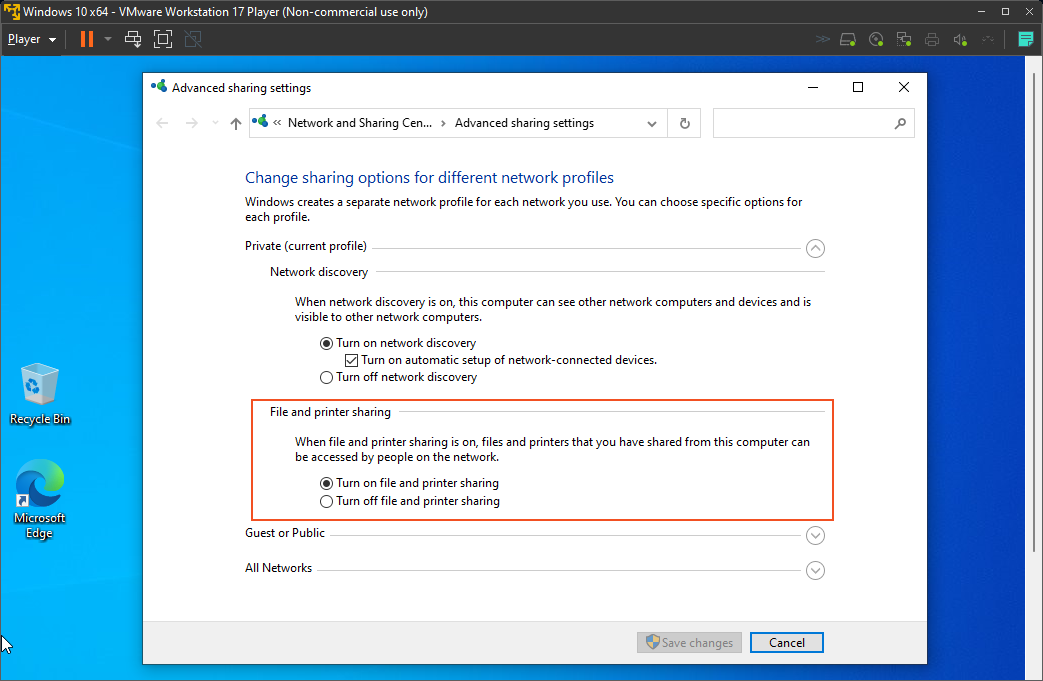 Windows 10 x64 - VMware Workstation 17 Player (Non-commercial use only)
Player
Advanced sharing settings
« Network and Sharing Cen... › Advanced sharing settings
Change sharing options for different network profiles
Windows creates a separate network profile for each network you use. You can choose specific options for
each profile.
Private (current profile)
Network discovery
When network discovery is on, this computer can see other network computers and devices and is
visible to other network computers.
Turn on network discovery
Turn on automatic setup of network-connected devices.
Turn off network discovery
Recycle Bin
File and printer sharing
When file and printer sharing is on, files and printers that you have shared from this computer can
be accessed by people on the network.
Turn on file and printer sharing
Turn off file and printer sharing
Microsoft
Edge
Guest or Public
All Networks
Save changes
Cancel